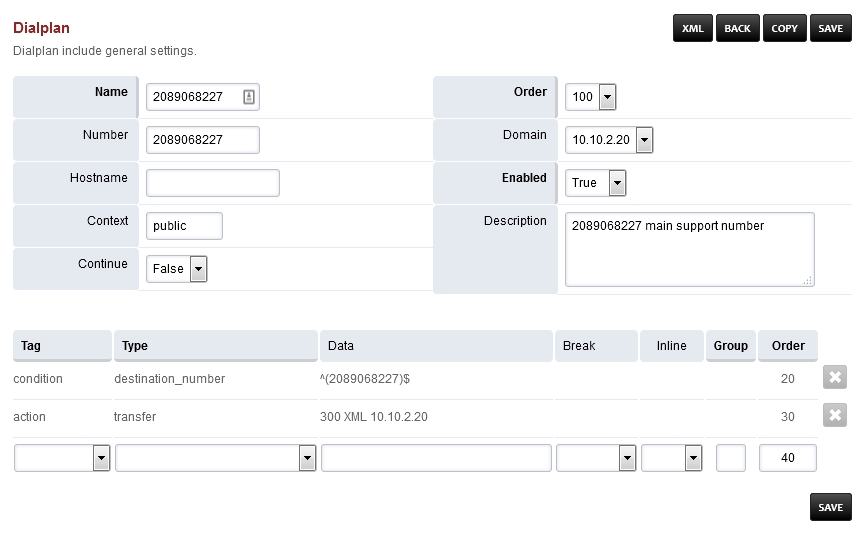 Dialplan
XML BACK COPY SAVE
Dialplan include general settings.
Name 2089068227 Order 100
Number 2089068227 Domain 10.10.2.20
Hostname Enabled True
Context public Description 2089068227 main support number
Continue False
Tag Type Data Break Inline Group Order
condition destination_number ^(2089068227)$ 20
action transfer 300 XML 10.10.2.20 30
40
SAVE